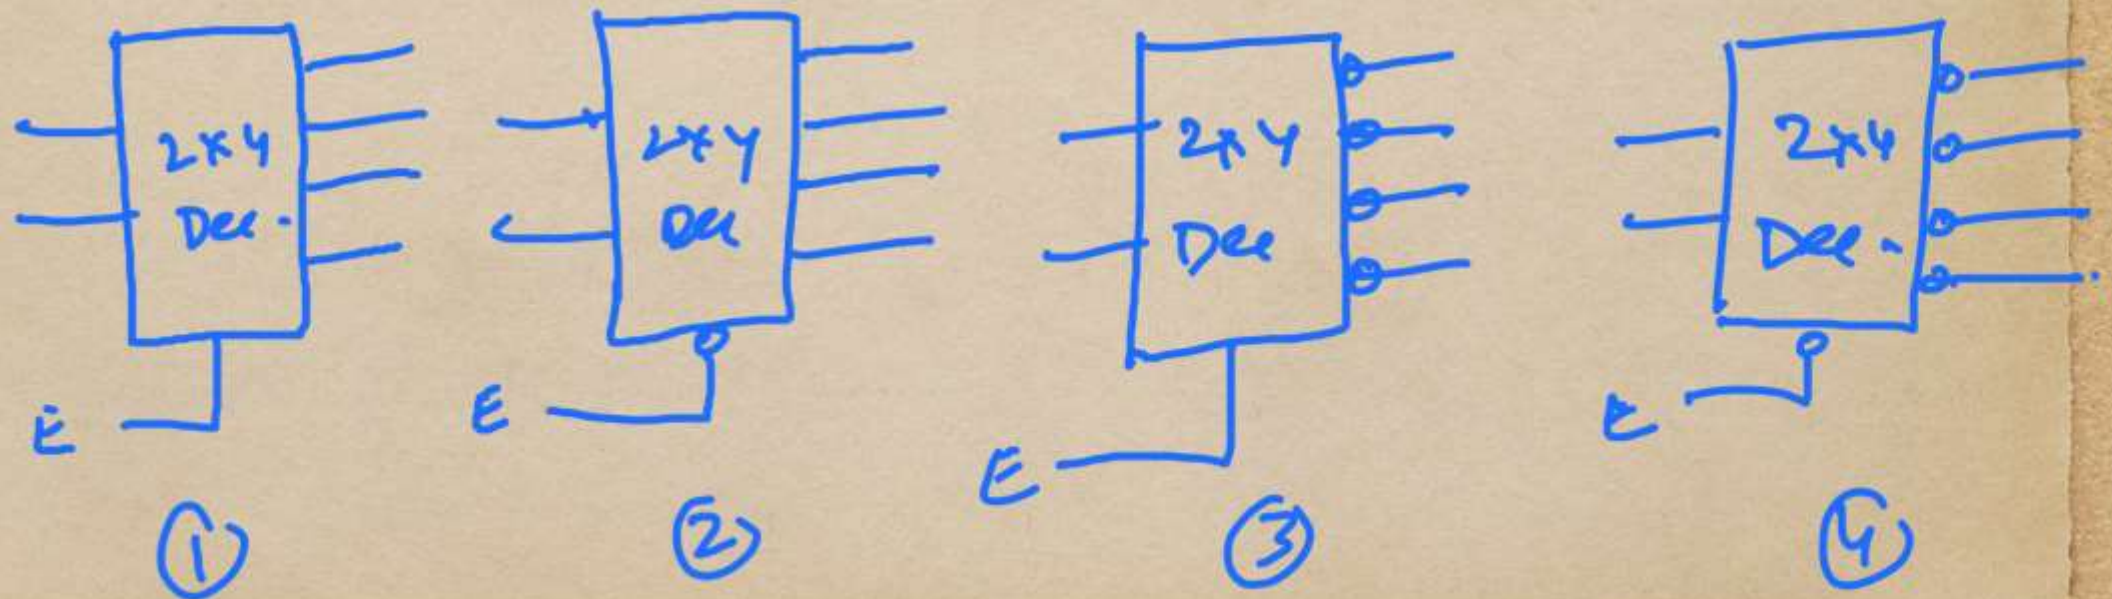 2x4 2x4 2x4 2x4
Dec. Dec Dec Dec.
E E E E
① ② ③ ④